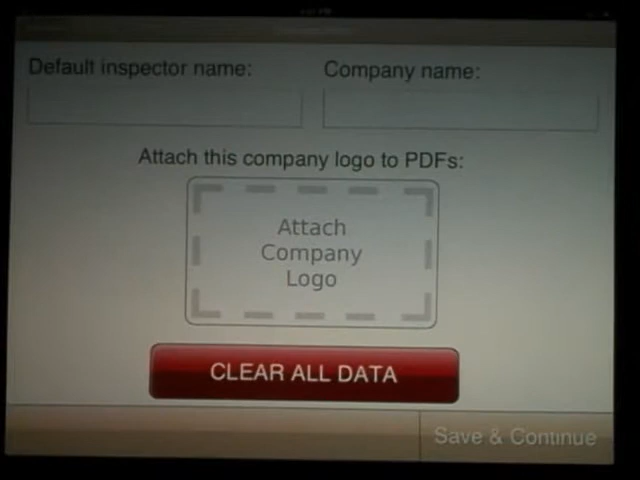 Default inspector name:
Company name:
Attach this company logo to PDFs:
Attach
Company
Logo
CLEAR ALL DATA
Save & Continue